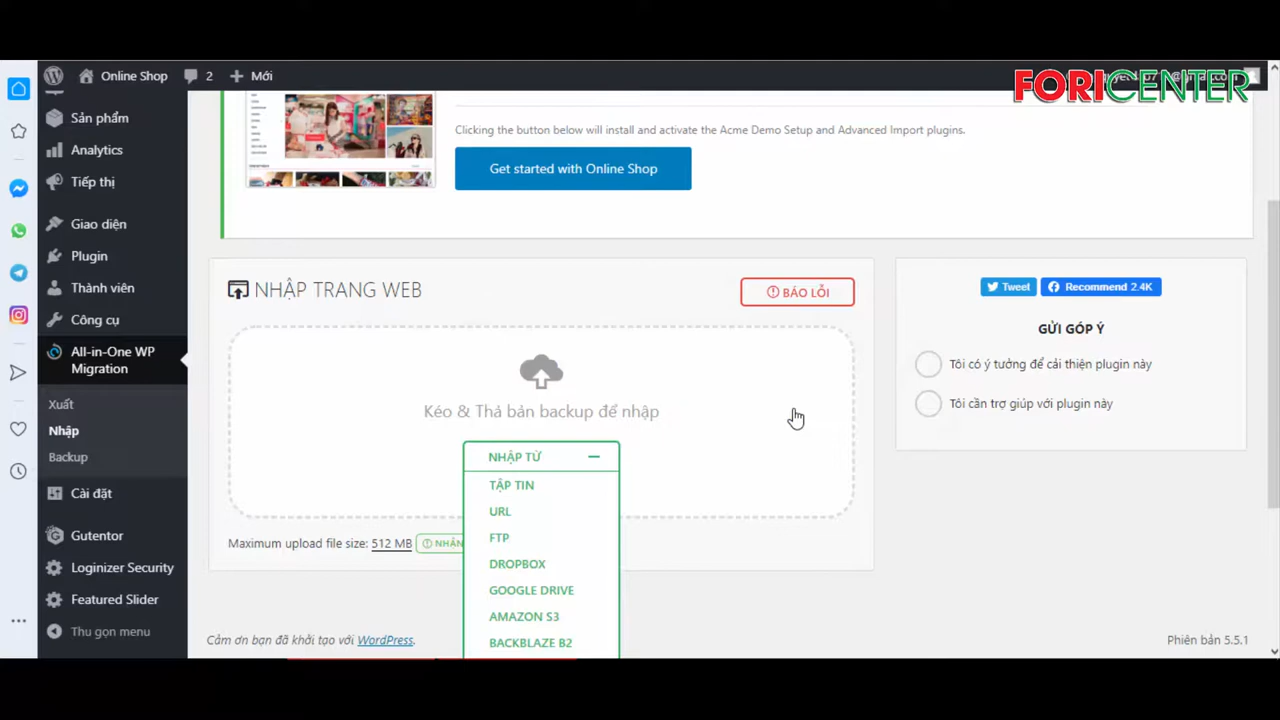 FORICENTER
Online Shop
2
Mới
Sản phẩm
Analytics
Tiếp thị
Giao diện
Plugin
Thành viên
Công cụ
All-in-One WP
Migration
Xuất
Nhập
Backup
Cài đặt
Gutentor
Loginizer Security
Featured Slider
Thu gọn menu
Clicking the button below will install and activate the Acme Demo Setup and Advanced Import plugins.
Get started with Online Shop
NHẬP TRANG WEB
BÁO LỖI
Kéo & Thả bản backup để nhập
NHẬP TỪ
TẬP TIN
URL
FTP
DROPBOX
GOOGLE DRIVE
AMAZON S3
BACKBLAZE B2
Maximum upload file size: 512 MB
Tweet
Recommend 2.4K
GỬI GÓP Ý
Tôi có ý tưởng để cải thiện plugin này
Tôi cần trợ giúp với plugin này
Cảm ơn bạn đã khởi tạo với WordPress.
Phiên bản 5.5.1